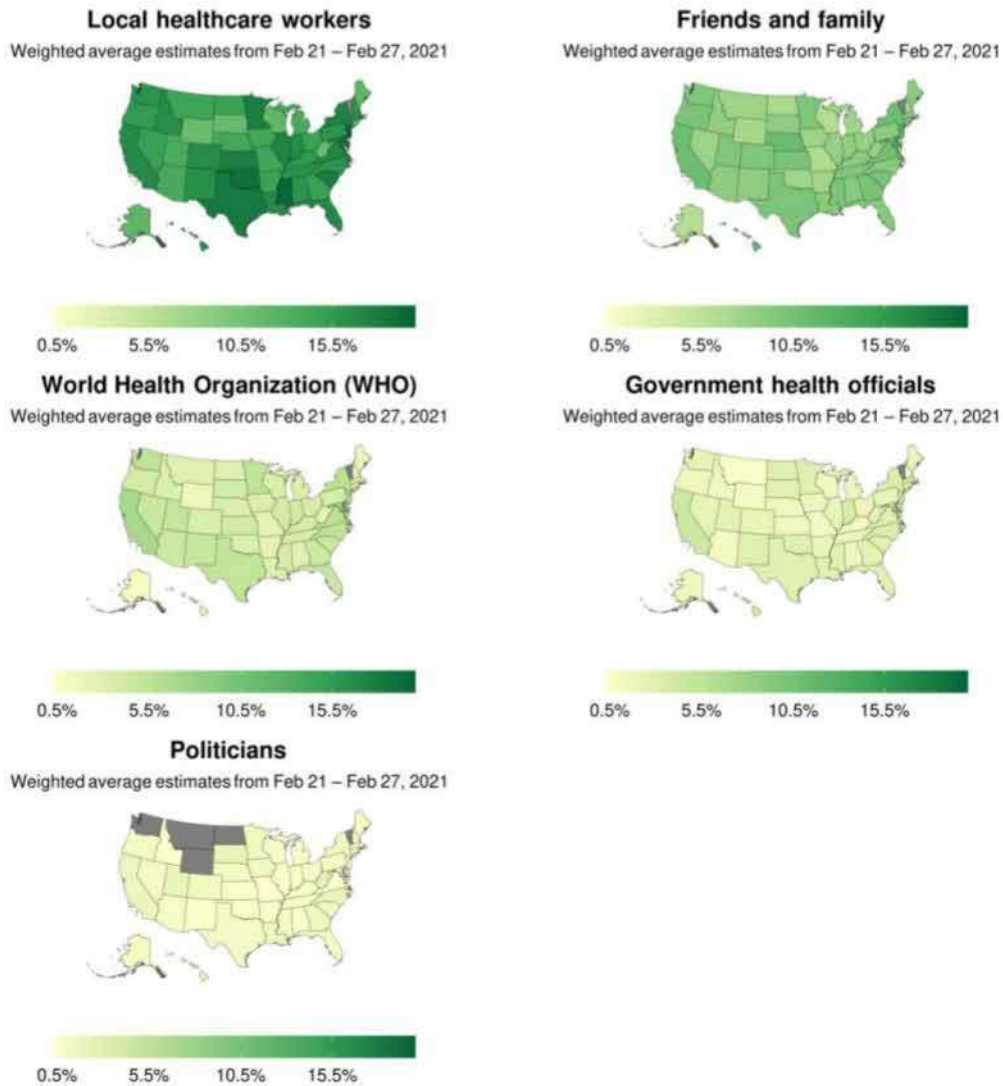 Local healthcare workers
Weighted average estimates from Feb 21 – Feb 27, 2021
0.5% 5.5% 10.5% 15.5%
Friends and family
Weighted average estimates from Feb 21 – Feb 27, 2021
0.5% 5.5% 10.5% 15.5%
World Health Organization (WHO)
Weighted average estimates from Feb 21 – Feb 27, 2021
0.5% 5.5% 10.5% 15.5%
Government health officials
Weighted average estimates from Feb 21 – Feb 27, 2021
0.5% 5.5% 10.5% 15.5%
Politicians
Weighted average estimates from Feb 21 – Feb 27, 2021
0.5% 5.5% 10.5% 15.5%